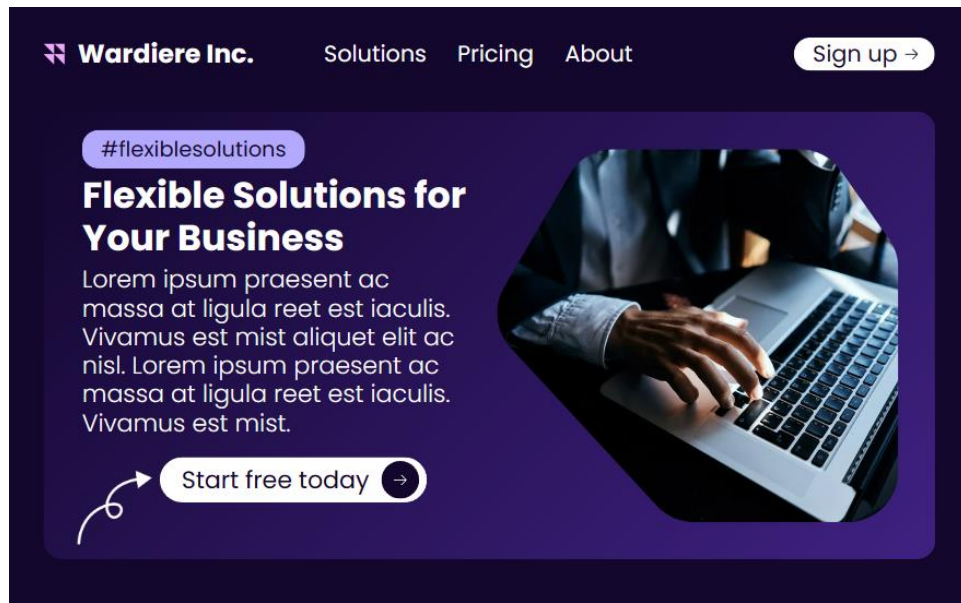 Wardiere Inc.
Solutions
Pricing
About
Sign up →
#flexiblesolutions
Flexible Solutions for
Your Business
Lorem ipsum praesent ac
massa at ligula reet est iaculis.
Vivamus est mist aliquet elit ac
nisl. Lorem ipsum praesent ac
massa at ligula reet est iaculis.
Vivamus est mist.
Start free today →